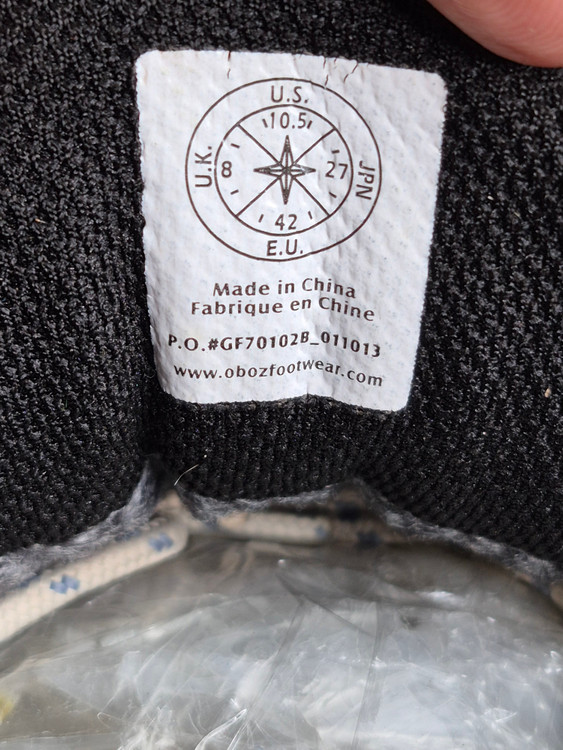 U.S.
10.5
U.K.
8
27
JPN
42
E.U.
Made in China
Fabrique en Chine
P.O.#GF70102B_011013
www.obozfootwear.com